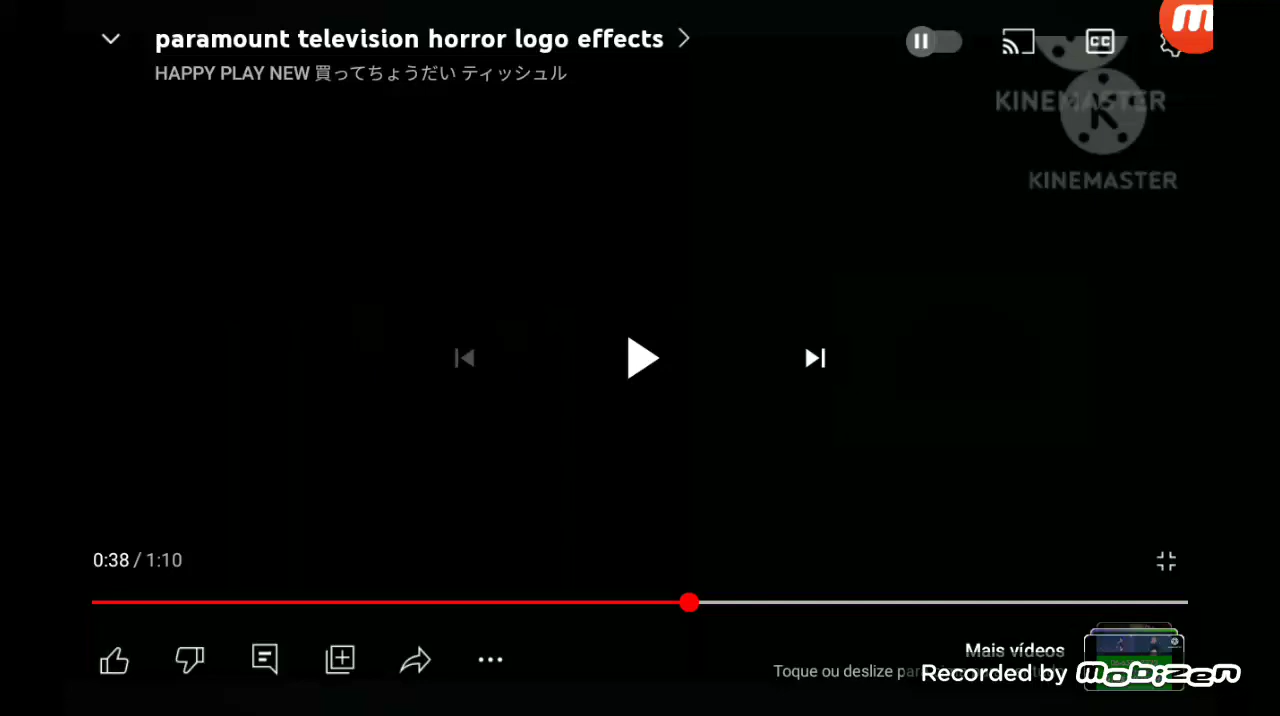 paramount television horror logo effects
HAPPY PLAY NEW 買ってちょうだい ティッシュル
CC
KINEMASTER
K
KINEMASTER
0:38 / 1:10
Mais vídeos
Toque ou deslize
Recorded by mobizen